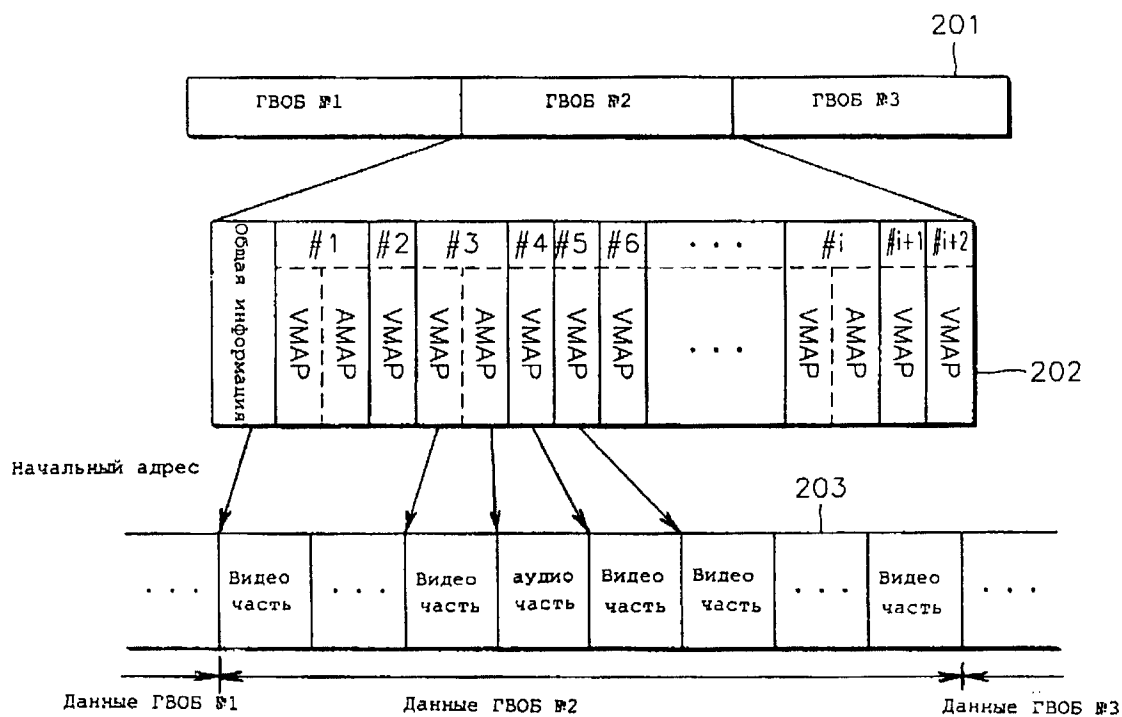 201
ГВОБ №1 ГВОБ №2 ГВОБ №3
Общая информация
#1 #2 #3 #4 #5 #6 ... #i #i+1 #i+2
VMAP AMAP VMAP VMAP AMAP VMAP VMAP VMAP ... VMAP AMAP VMAP VMAP
202
Начальный адрес
203
... Видео часть ... Видео часть аудио часть Видео часть Видео часть ... Видео часть ...
Данные ГВОБ №1 Данные ГВОБ №2 Данные ГВОБ №3